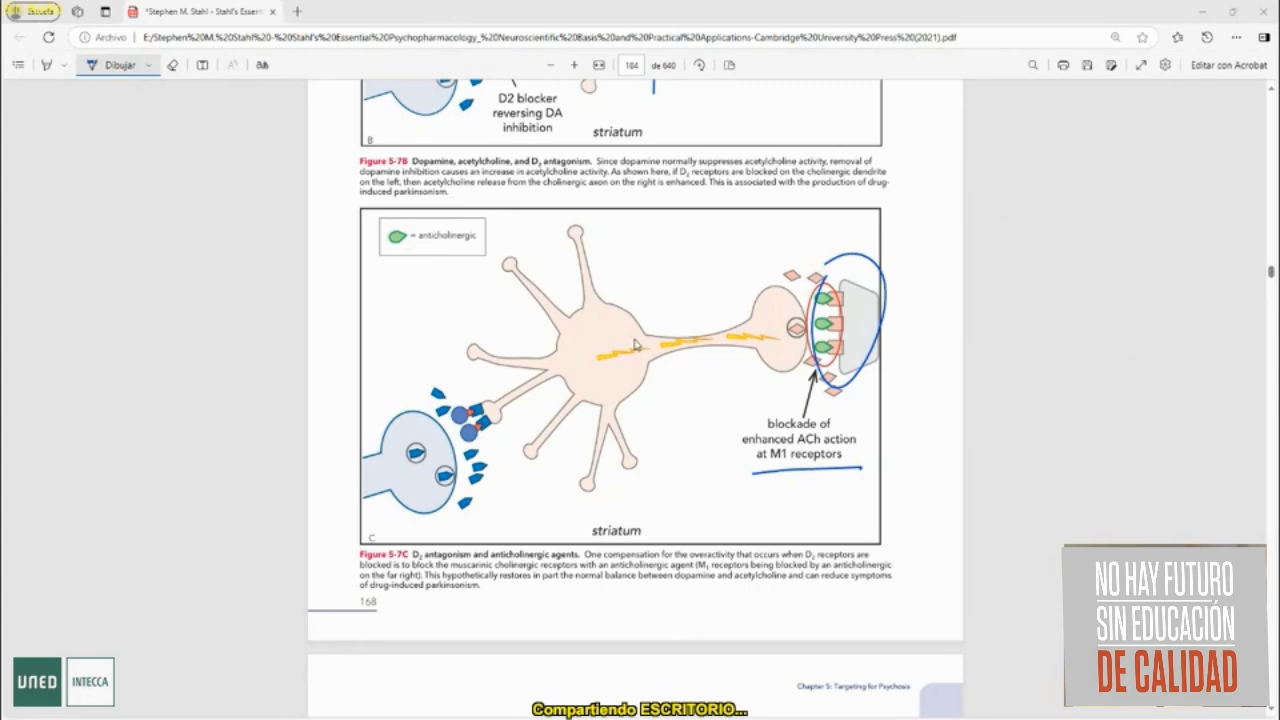 Escuela
*Stephen M. Stahl - Stahl's Essen
Archivo
E:/Stephen%20M.%20Stahl%20-%20Stahl's%20Essential%20Psychopharmacology_%20Neuroscientific%20Basis%20and%20Practical%20Applications-Cambridge%20University%20Press%20(2021).pdf
Dibujar
184
de 640
Editar con Acrobat
D2 blocker
reversing DA
inhibition
striatum
B
Figure 5-7B Dopamine, acetylcholine, and D2 antagonism. Since dopamine normally suppresses acetylcholine activity, removal of
dopamine inhibition causes an increase in acetylcholine activity. As shown here, if D2 receptors are blocked on the cholinergic dendrite
on the left, then acetylcholine release from the cholinergic axon on the right is enhanced. This is associated with the production of drug-
induced parkinsonism.
= anticholinergic
blockade of
enhanced ACh action
at M1 receptors
striatum
C
Figure 5-7C D2 antagonism and anticholinergic agents. One compensation for the overactivity that occurs when D2 receptors are
blocked is to block the muscarinic cholinergic receptors with an anticholinergic agent (M1 receptors being blocked by an anticholinergic
on the far right). This hypothetically restores in part the normal balance between dopamine and acetylcholine and can reduce symptoms
of drug-induced parkinsonism.
168
Chapter 5: Targeting for Psychosis
NO HAY FUTURO
SIN EDUCACIÓN
DE CALIDAD
UNED
INTECCA
Compartiendo ESCRITORIO...